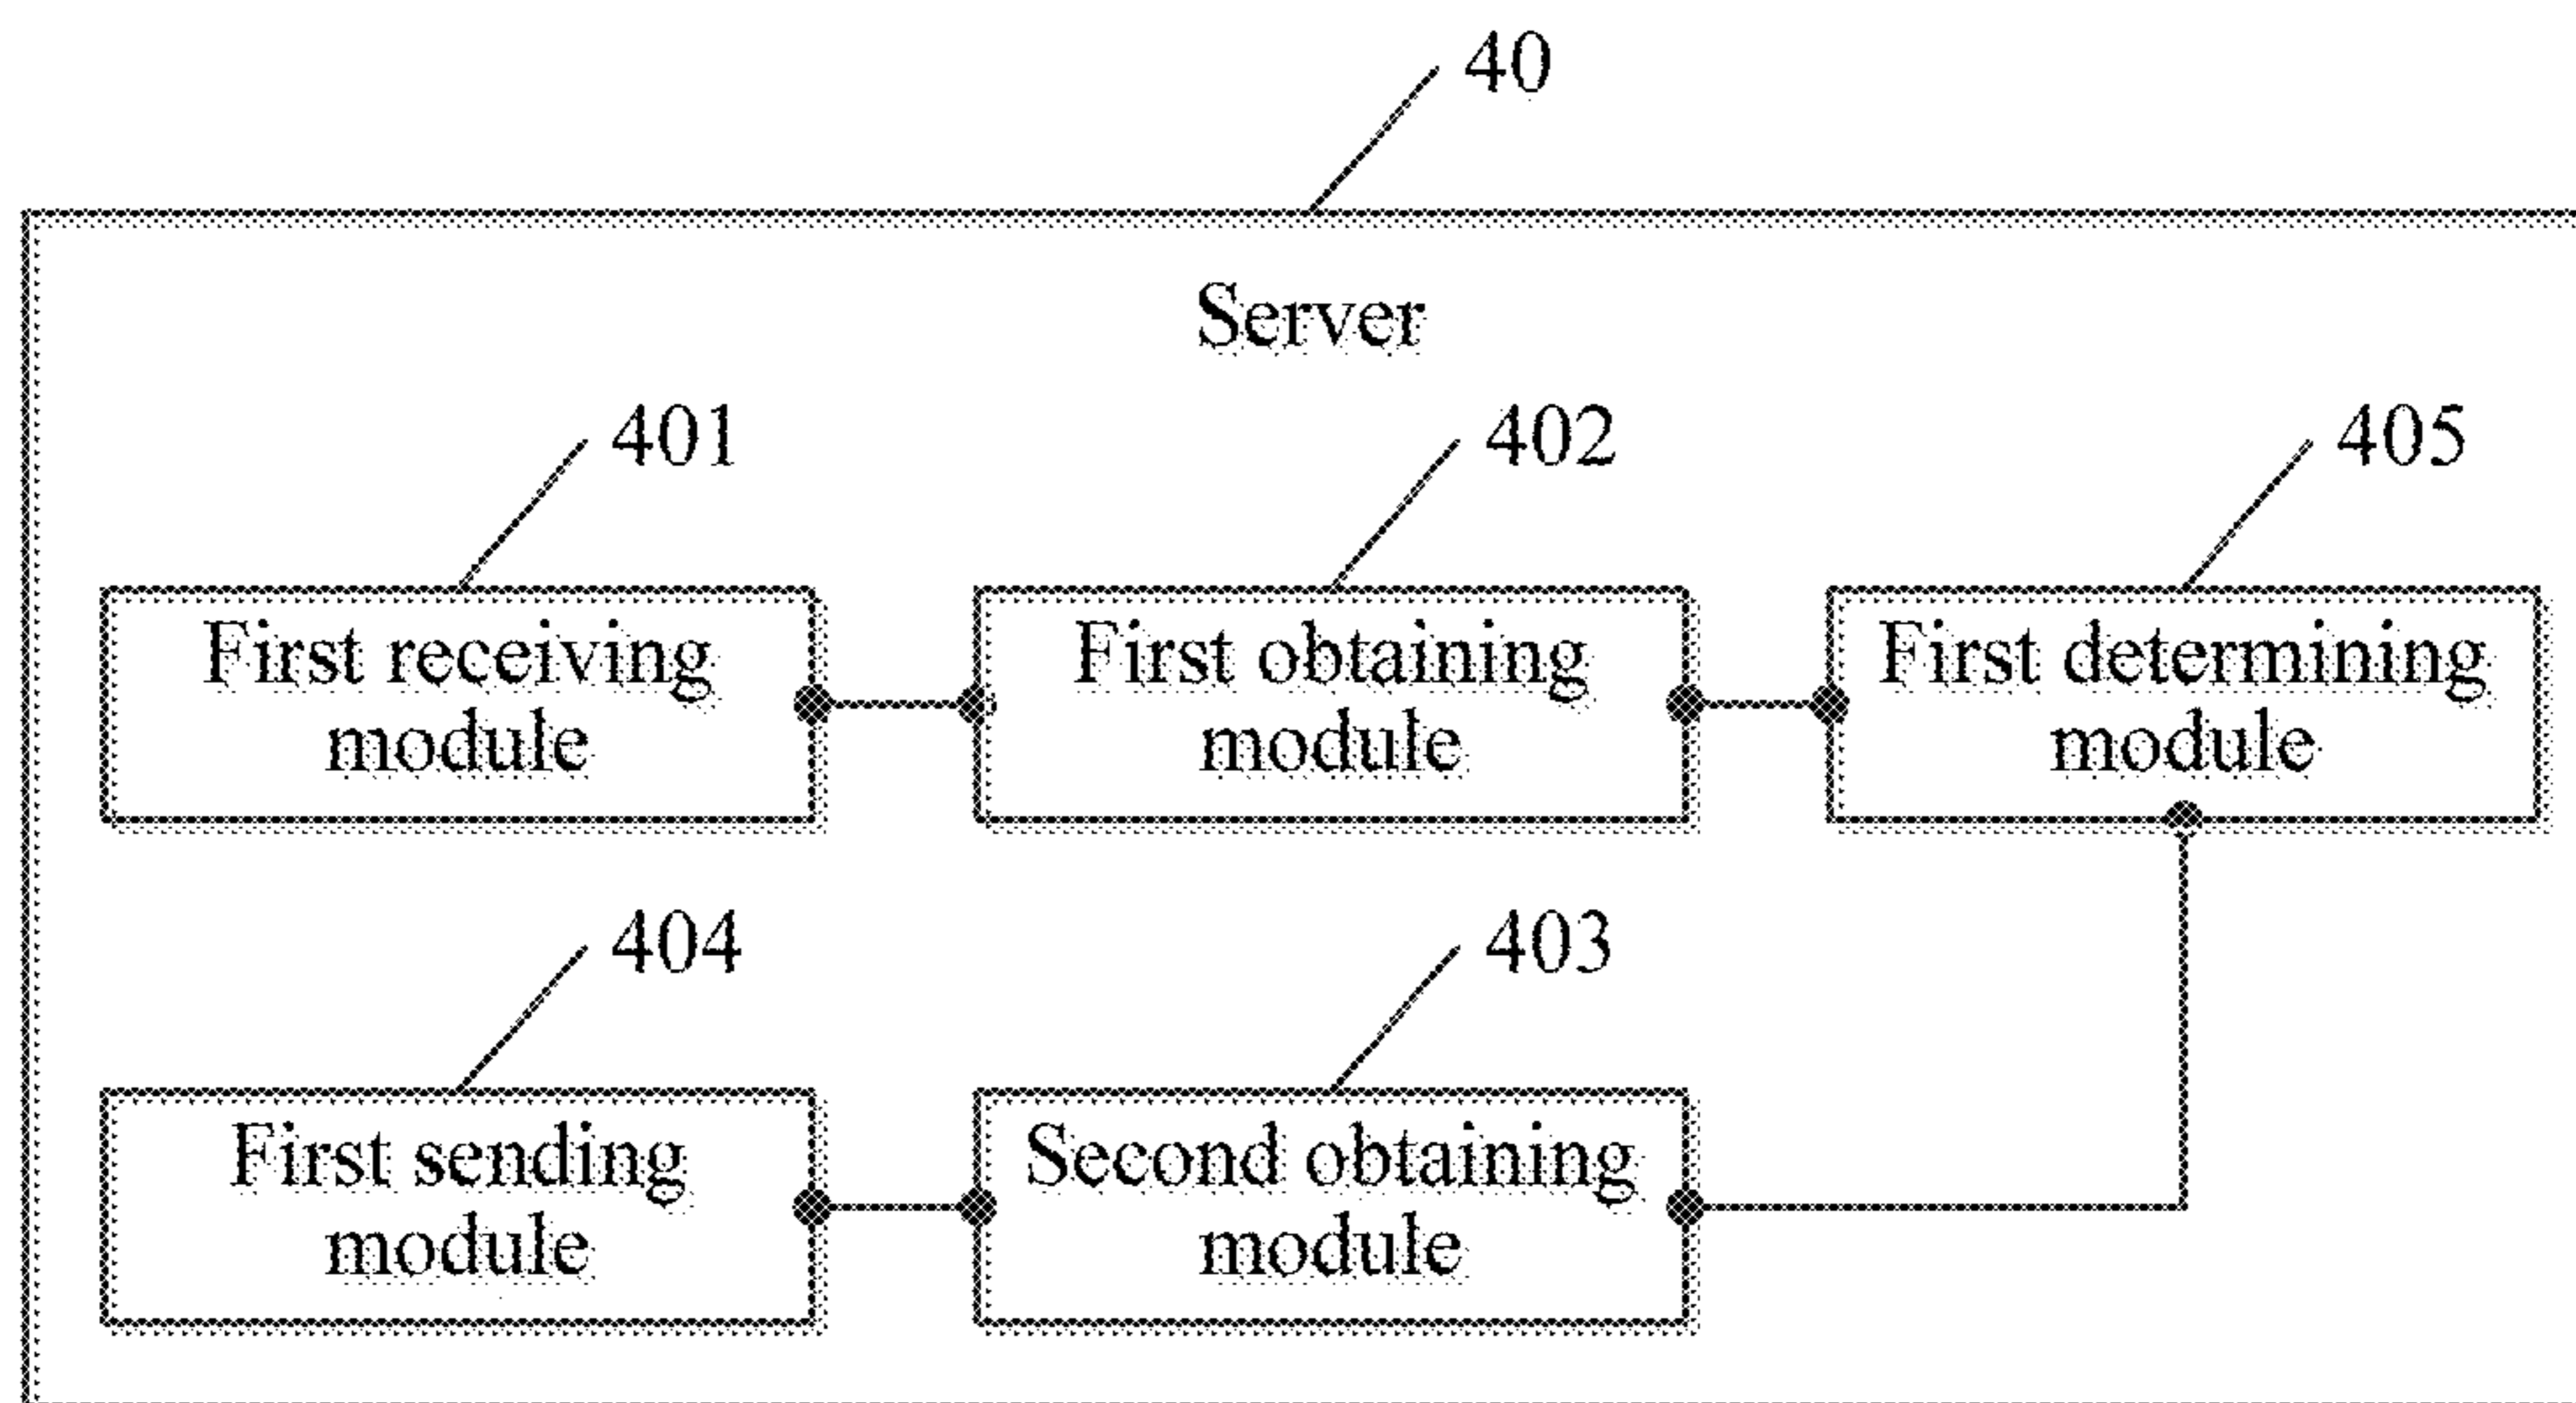 40
Server
401
402
405
First receiving
module
First obtaining
module
First determining
module
404
403
First sending
module
Second obtaining
module